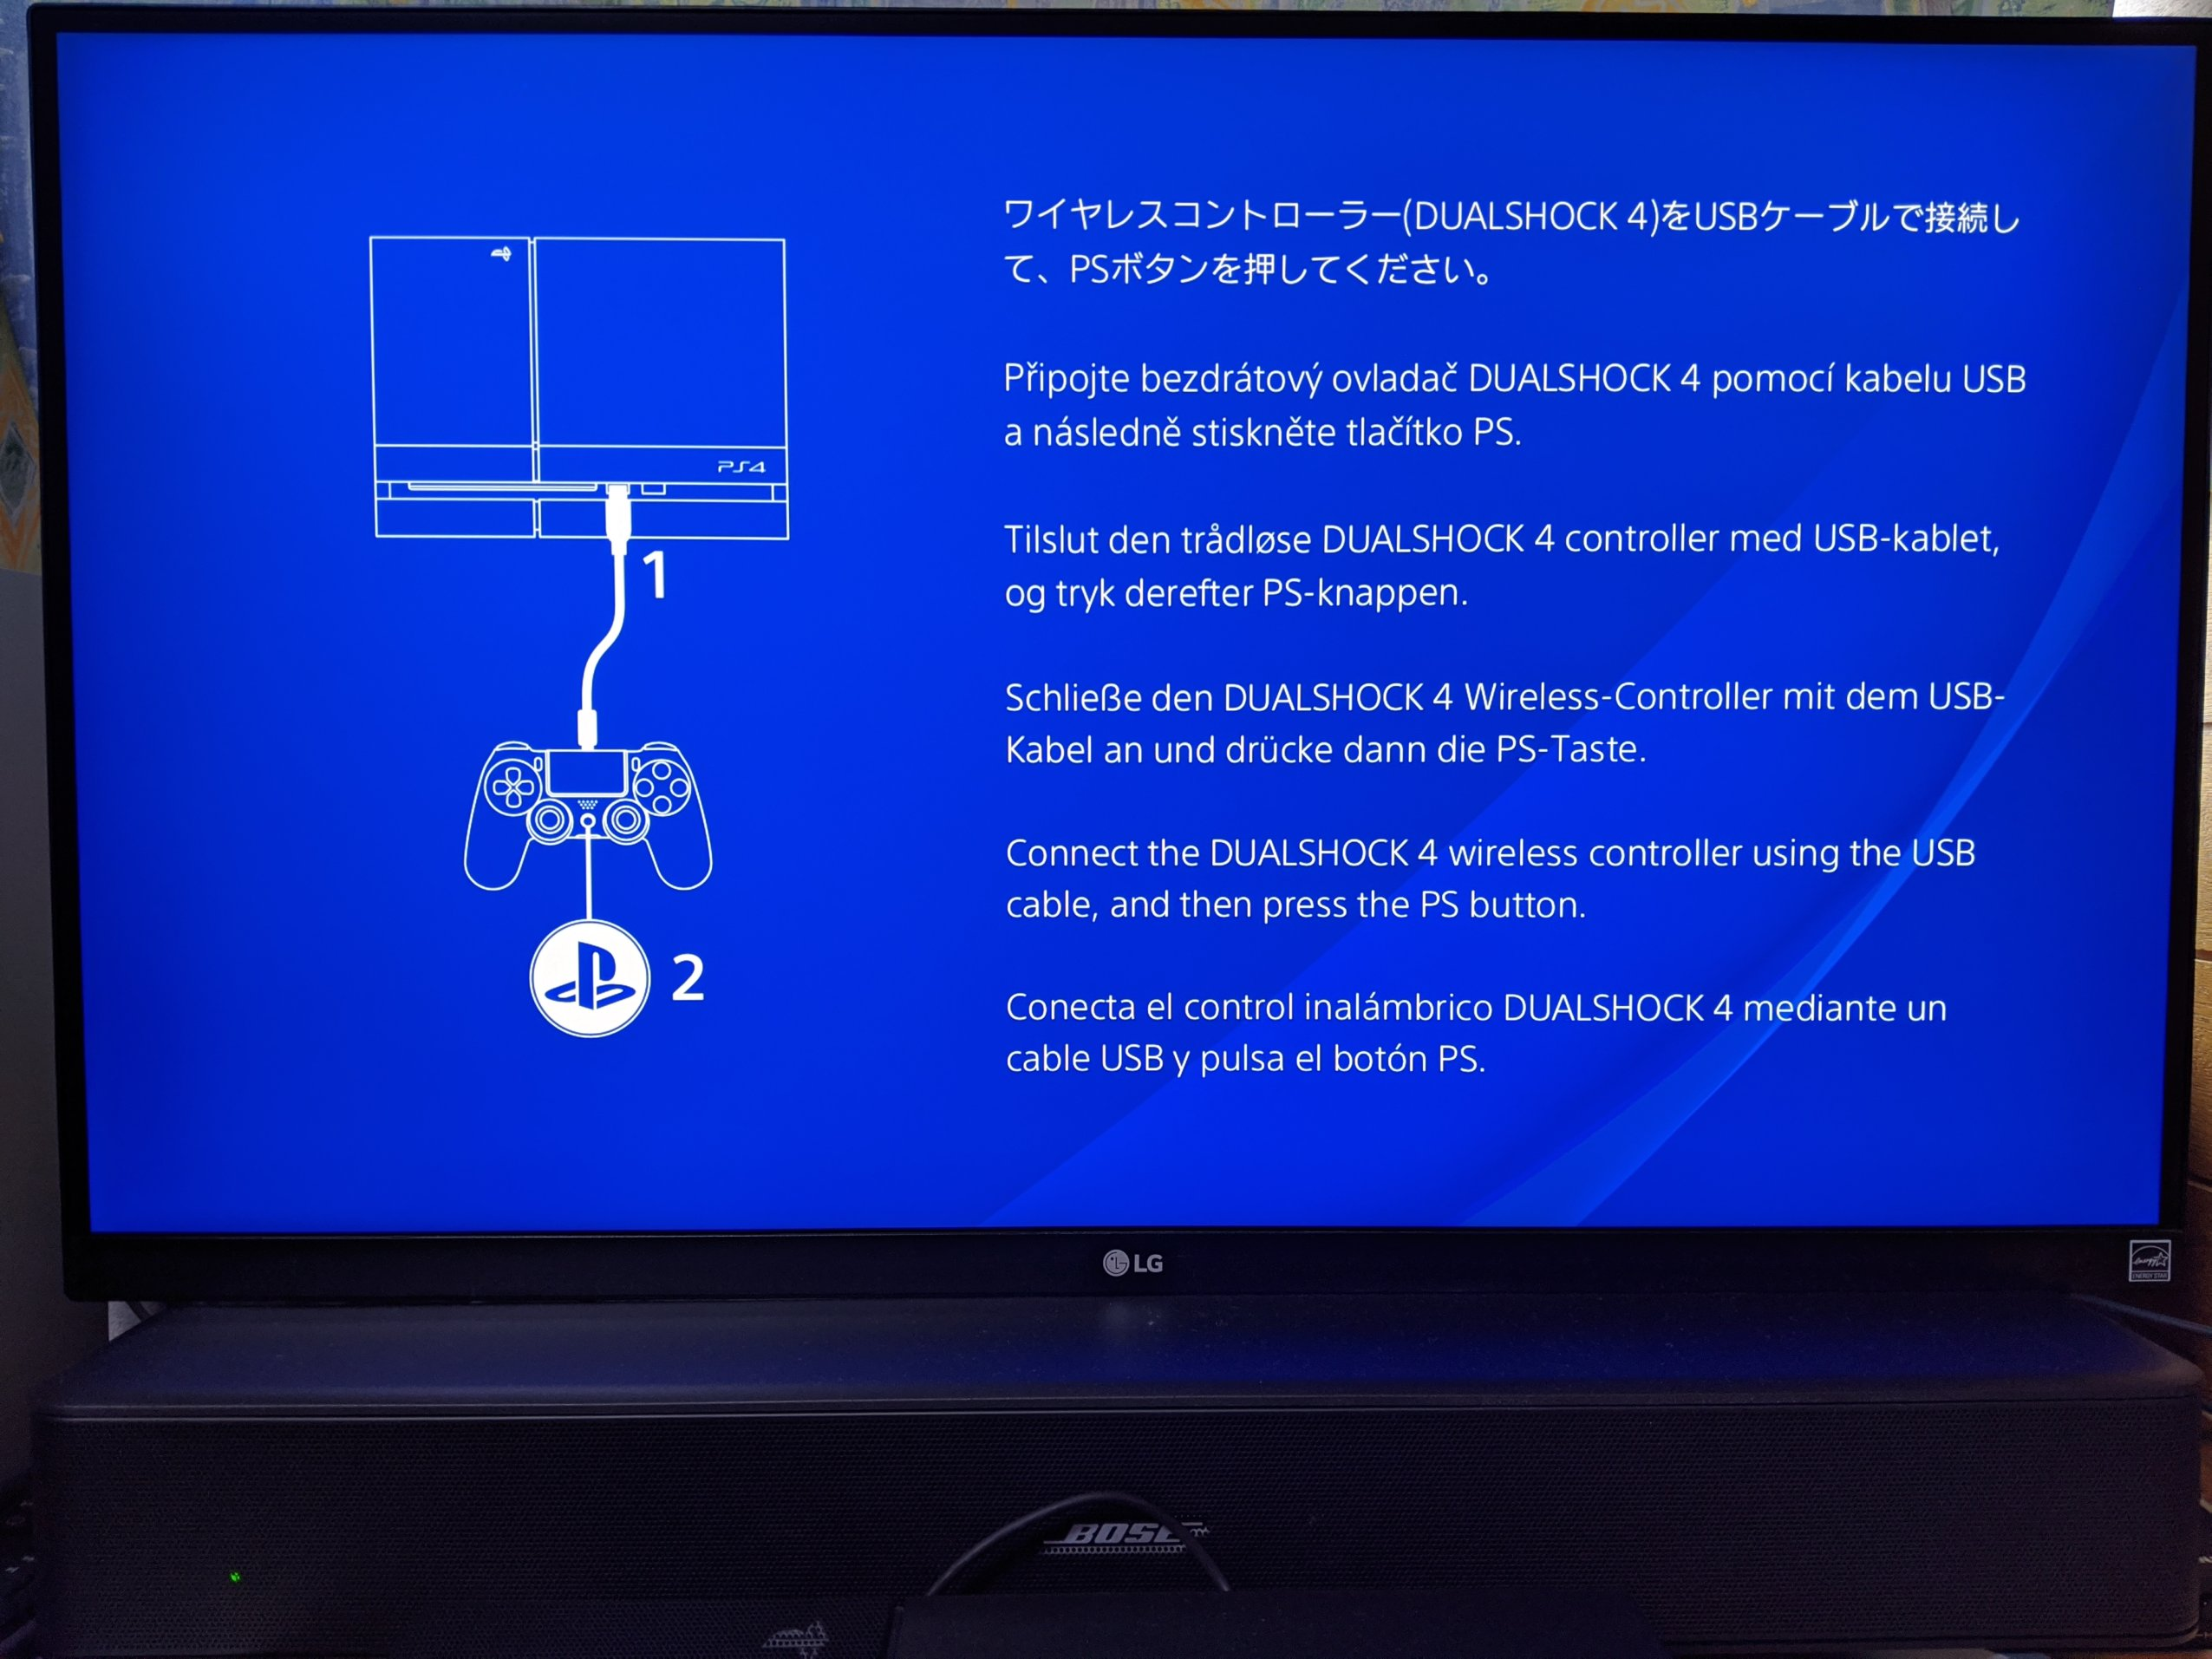 ワイヤレスコントローラー(DUALSHOCK 4)をUSBケーブルで接続し
て、PSボタンを押してください。
Připojte bezdrátový ovladač DUALSHOCK 4 pomocí kabelu USB
a následně stiskněte tlačítko PS.
Tilslut den trådløse DUALSHOCK 4 controller med USB-kablet,
og tryk derefter PS-knappen.
Schließe den DUALSHOCK 4 Wireless-Controller mit dem USB-
Kabel an und drücke dann die PS-Taste.
Connect the DUALSHOCK 4 wireless controller using the USB
cable, and then press the PS button.
Conecta el control inalámbrico DUALSHOCK 4 mediante un
cable USB y pulsa el botón PS.
PS4
1
2
LG
ENERGY STAR
BOSE